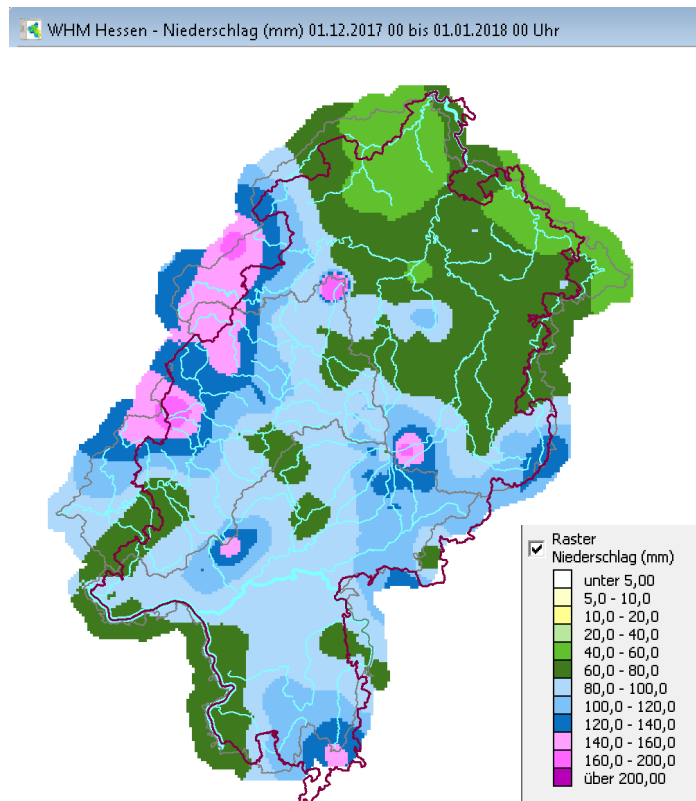 WHM Hessen - Niederschlag (mm) 01.12.2017 00 bis 01.01.2018 00 Uhr
Raster
Niederschlag (mm)
unter 5,00
5,0 - 10,0
10,0 - 20,0
20,0 - 40,0
40,0 - 60,0
60,0 - 80,0
80,0 - 100,0
100,0 - 120,0
120,0 - 140,0
140,0 - 160,0
160,0 - 200,0
über 200,00